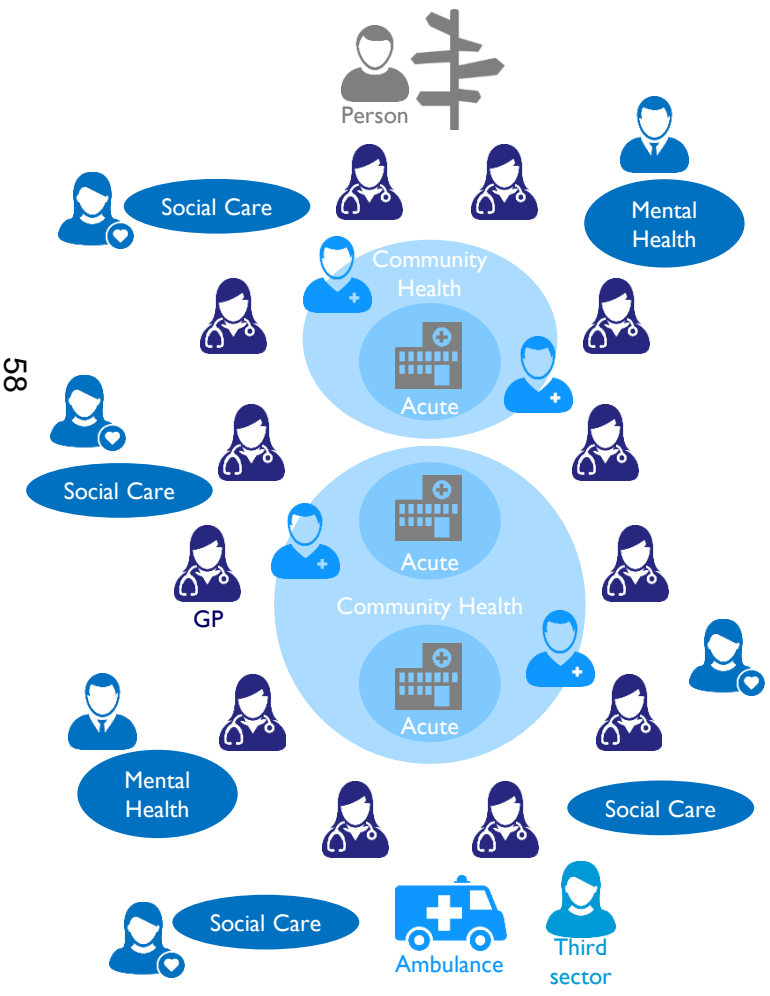 Person
Social Care
Mental
Health
Community
Health
Acute
58
Social Care
Acute
GP
Community Health
Acute
Mental
Health
Social Care
Social Care
Ambulance
Third
sector